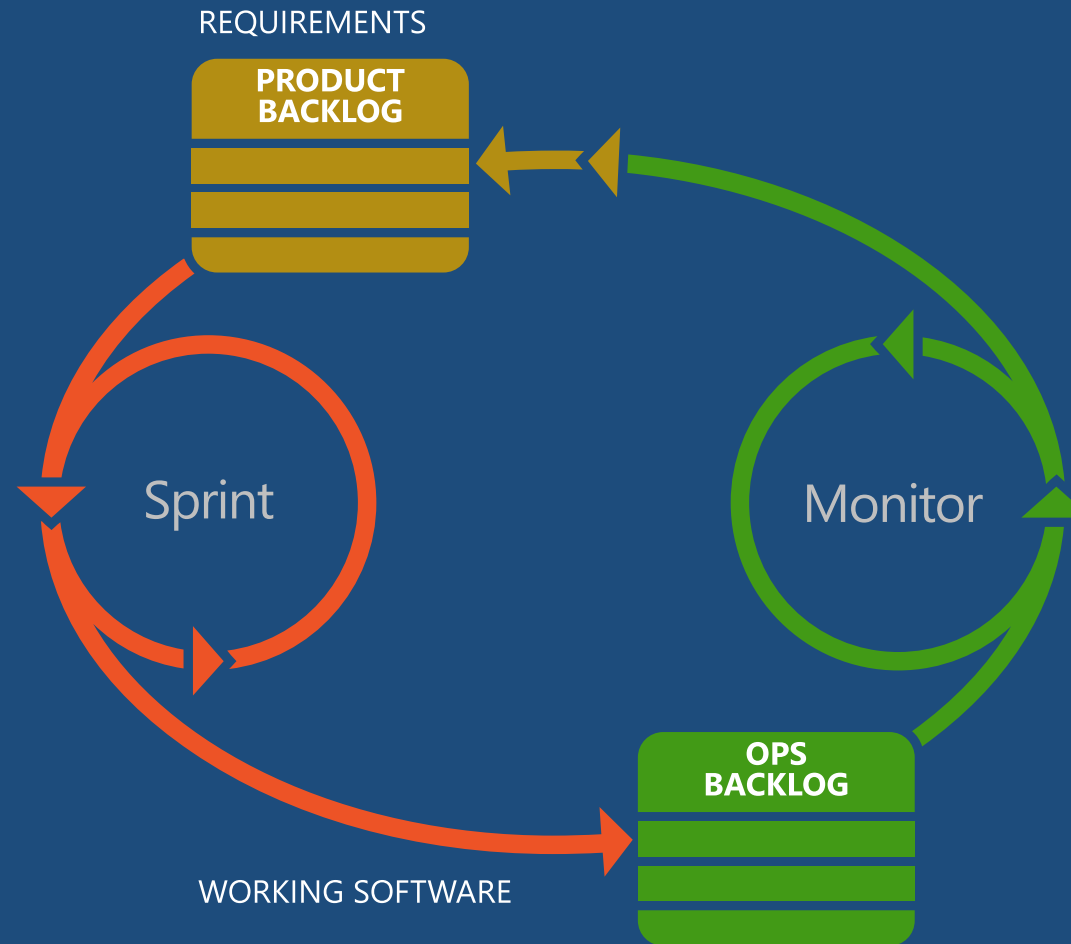 REQUIREMENTS
PRODUCT
BACKLOG
Sprint
Monitor
OPS
BACKLOG
WORKING SOFTWARE